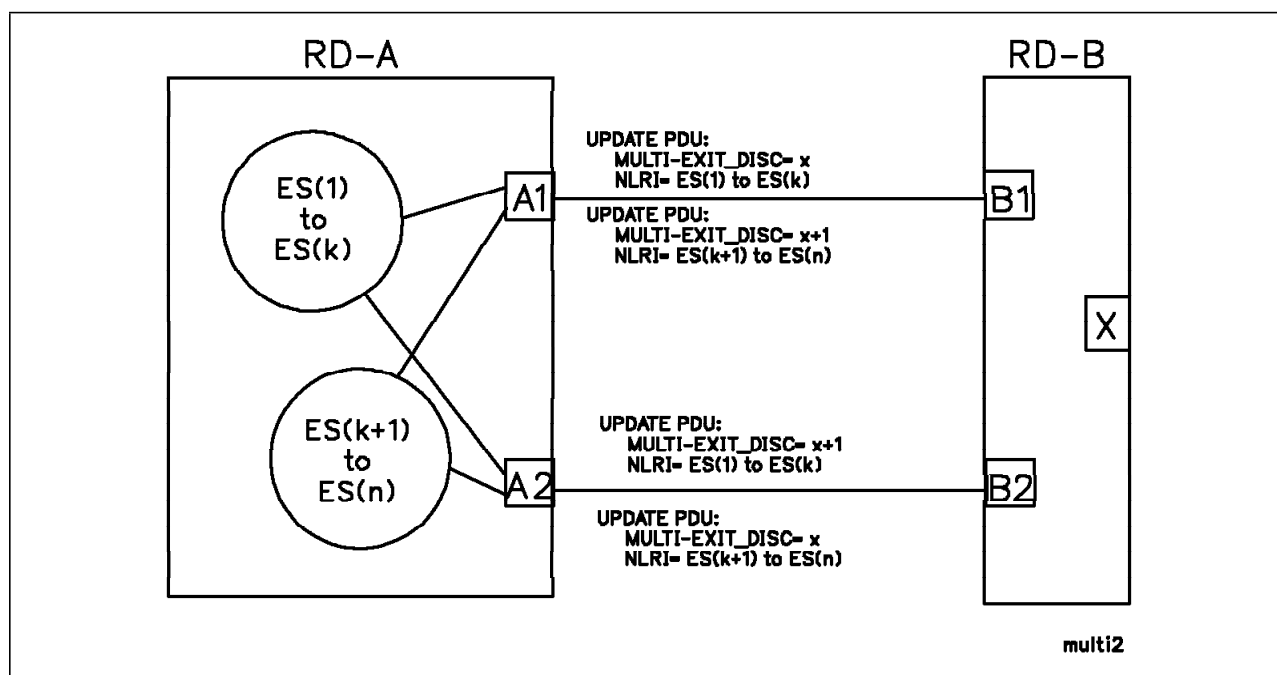 RD-A
RD-B
ES(1)
to
ES(k)
ES(k+1)
to
ES(n)
A1
A2
UPDATE PDU:
MULTI-EXIT_DISC= x
NLRI= ES(1) to ES(k)
UPDATE PDU:
MULTI-EXIT_DISC= x+1
NLRI= ES(k+1) to ES(n)
UPDATE PDU:
MULTI-EXIT_DISC= x+1
NLRI= ES(1) to ES(k)
UPDATE PDU:
MULTI-EXIT_DISC= x
NLRI= ES(k+1) to ES(n)
B1
X
B2
multi2